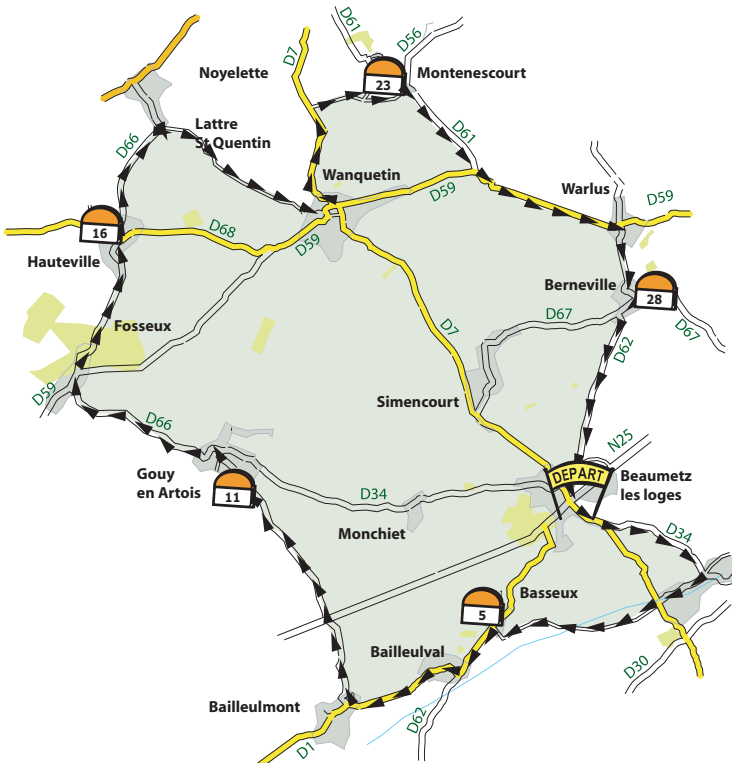 D61
D56
D7
Noyelette
23
Montenescourt
Lattre
St Quentin
D66
D61
Wanquetin
D59
Warlus
D59
16
D68
D59
Hauteville
Berneville
28
D67
D67
D7
D62
Fosseux
D59
Simencourt
D66
N25
Gouy
en Artois
11
DEPART
Beaumetz
les loges
D34
Monchiet
D34
Basseux
5
Bailleulval
D30
Bailleulmont
D62
D1